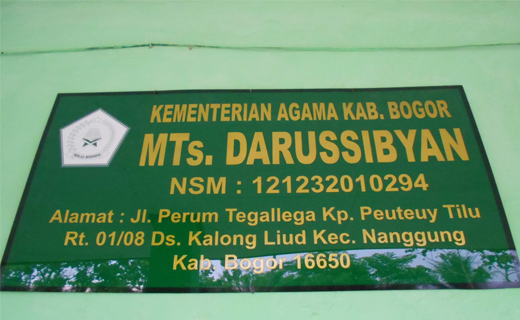 KEMENTERIAN AGAMA KAB. BOGOR
MTs. DARUSSIBYAN
NSM : 121232010294
Alamat : Jl. Perum Tegallega Kp. Peuteuy Tilu
Rt. 01/08 Ds. Kalong Liud Kec. Nanggung
Kab. Bogor 16650